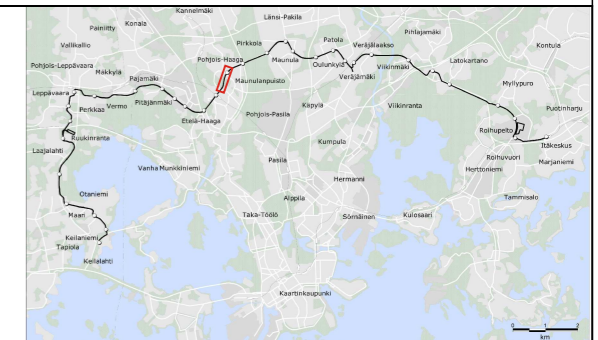 Kannelmäki
Länsi-Pakila
Painiitty
Konala
Pihlajamäki
Vallikallio
Pirkkola
Patola
Veräjälaakso
Kontula
Pohjois-Haaga
Maunula
Oulunkylä
Latokartano
Pohjois-Leppävaara
Mäkkylä
Viikinmäki
Pajamäki
Maunulanpuisto
Veräjämäki
Myllypuro
Leppävaara
Pitäjänmäki
Vermo
Perkkaa
Käpylä
Viikinranta
Puotinharju
Etelä-Haaga
Pohjois-Pasila
Roihupelto
Ruukinranta
Kumpula
Itäkeskus
Laajalahti
Roihuvuori
Pasila
Marjaniemi
Vanha Munkkiniemi
Herttoniemi
Hermanni
Otaniemi
Alppila
Tammisalo
Maari
Taka-Töölö
Sörnäinen
Kulosaari
Keilaniemi
Tapiola
Keilalahti
Kaartinkaupunki
0 1 2
km